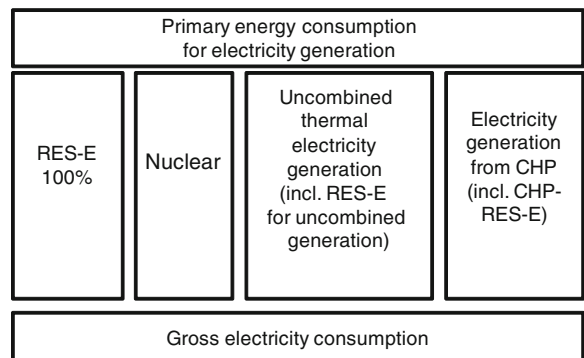 Primary energy consumption
for electricity generation
RES-E
100%
Nuclear
Uncombined
thermal
electricity
generation
(incl. RES-E
for uncombined
generation)
Electricity
generation
from CHP
(incl. CHP-
RES-E)
Gross electricity consumption